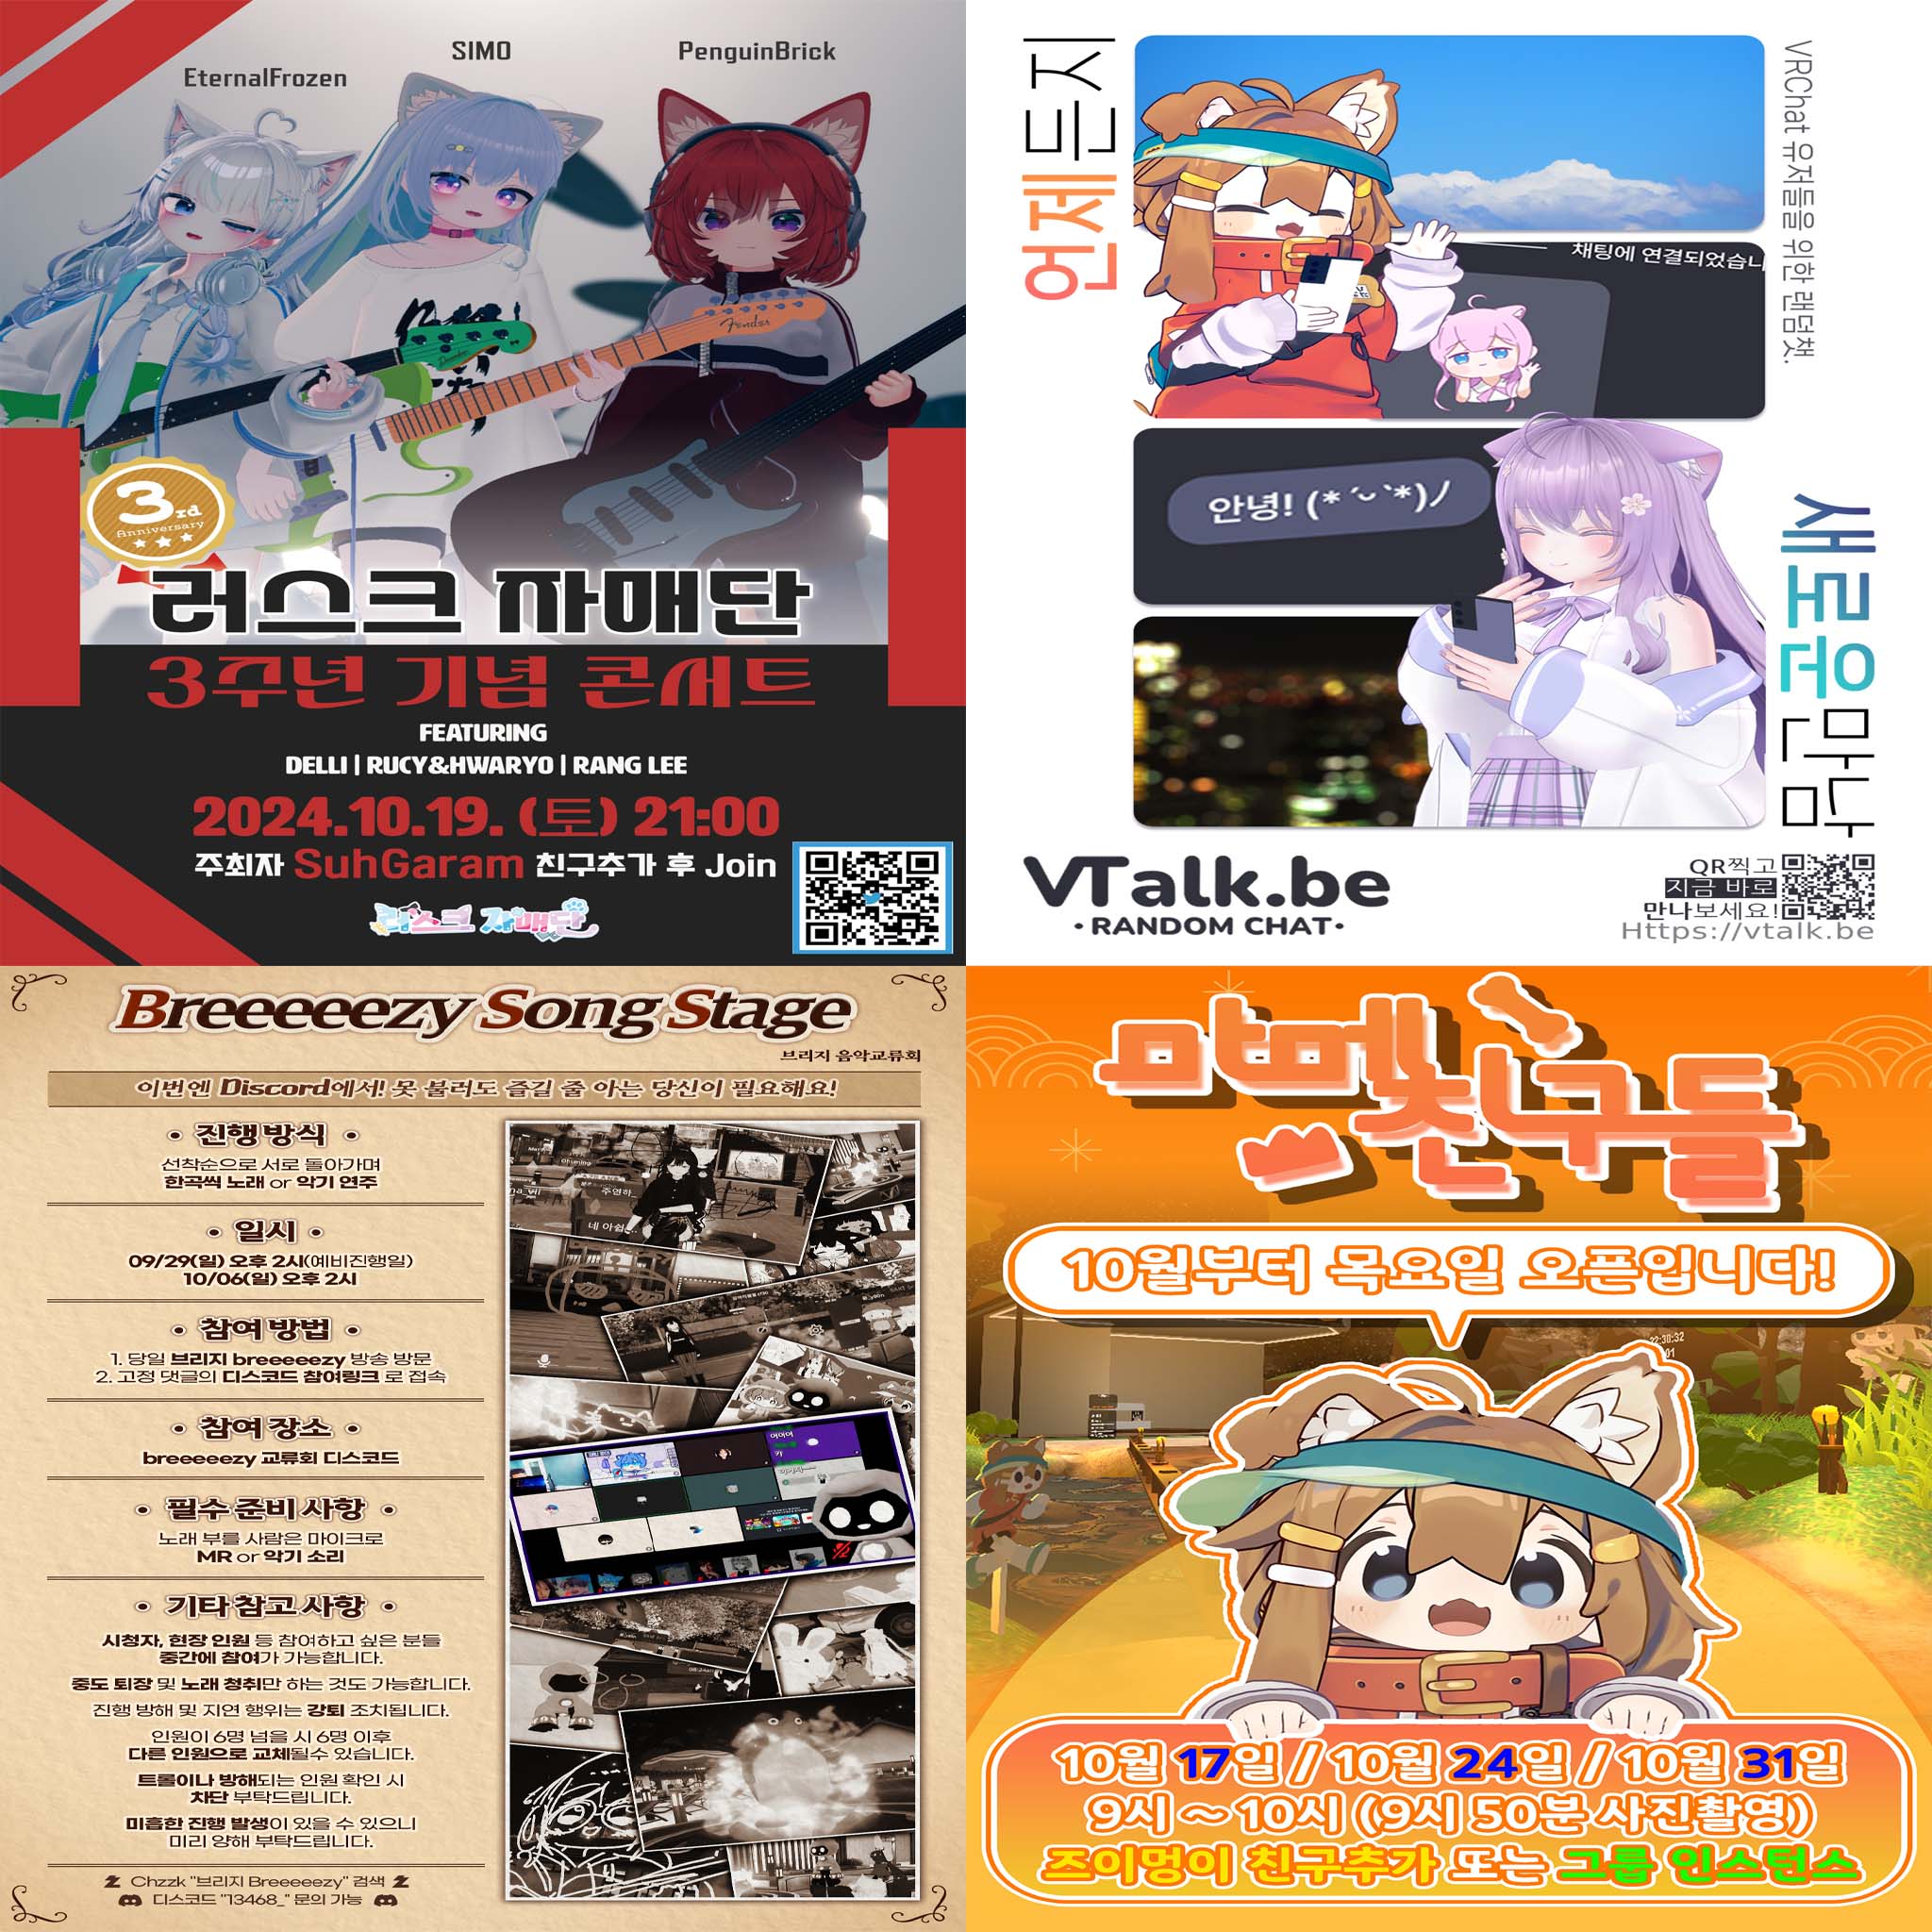 EternalFrozen
SIMO
PenguinBrick
Fender
3rd
Anniversary
러스크 자매단
3주년 기념 콘서트
FEATURING
DELLI | RUCY&HWARYO | RANG LEE
2024.10.19. (토) 21:00
주최자 SuhGaram 친구추가 후 Join
러스크 자매단
언제든지
VRChat 유저들을 위한 랜덤챗.
채팅에 연결되었습니
안녕! (*´ᵕ`*)ﾉ
새로운만남
VTalk.be
•RANDOM CHAT•
QR찍고
지금 바로
만나보세요!
Https://vtalk.be
Breeeeezy Song Stage
브리지 음악교류회
이번엔 Discord에서! 못 불러도 즐길 줄 아는 당신이 필요해요!
• 진행 방식 •
선착순으로 서로 돌아가며
한곡씩 노래 or 악기 연주
• 일시 •
09/29(일) 오후 2시(예비진행일)
10/06(일) 오후 2시
• 참여 방법 •
1. 당일 브리지 breeeeezy 방송 방문
2. 고정 댓글의 디스코드 참여링크 로 접속
• 참여 장소 •
breeeeezy 교류회 디스코드
• 필수 준비 사항 •
노래 부를 사람은 마이크로
MR or 악기 소리
• 기타 참고 사항 •
시청자, 현장 인원 등 참여하고 싶은 분들
중간에 참여가 가능합니다.
중도 퇴장 및 노래 청취만 하는 것도 가능합니다.
진행 방해 및 지연 행위는 강퇴 조치됩니다.
인원이 6명 넘을 시 6명 이후
다른 인원으로 교체될수 있습니다.
트롤이나 방해되는 인원 확인 시
차단 부탁드립니다.
미흡한 진행 발생이 있을 수 있으니
미리 양해 부탁드립니다.
Chzzk "브리지 Breeeeezy" 검색
디스코드 "13468_" 문의 가능
주연하
네 아쉽
맘멤친구들
10월부터 목요일 오픈입니다!
22:30:32
10월 17일 / 10월 24일 / 10월 31일
9시 ~ 10시 (9시 50분 사진촬영)
즈이멍이 친구추가 또는 그룹 인스턴스